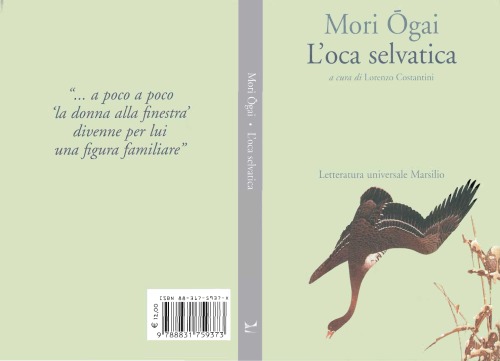 “... a poco a poco
‘la donna alla finestra’
divenne per lui
una figura familiare”
ISBN 88-317-5937-X
€ 12,00
9 788831 759373
Mori Ōgai • L’oca selvatica
Mori Ōgai
L’oca selvatica
a cura di Lorenzo Costantini
Letteratura universale Marsilio